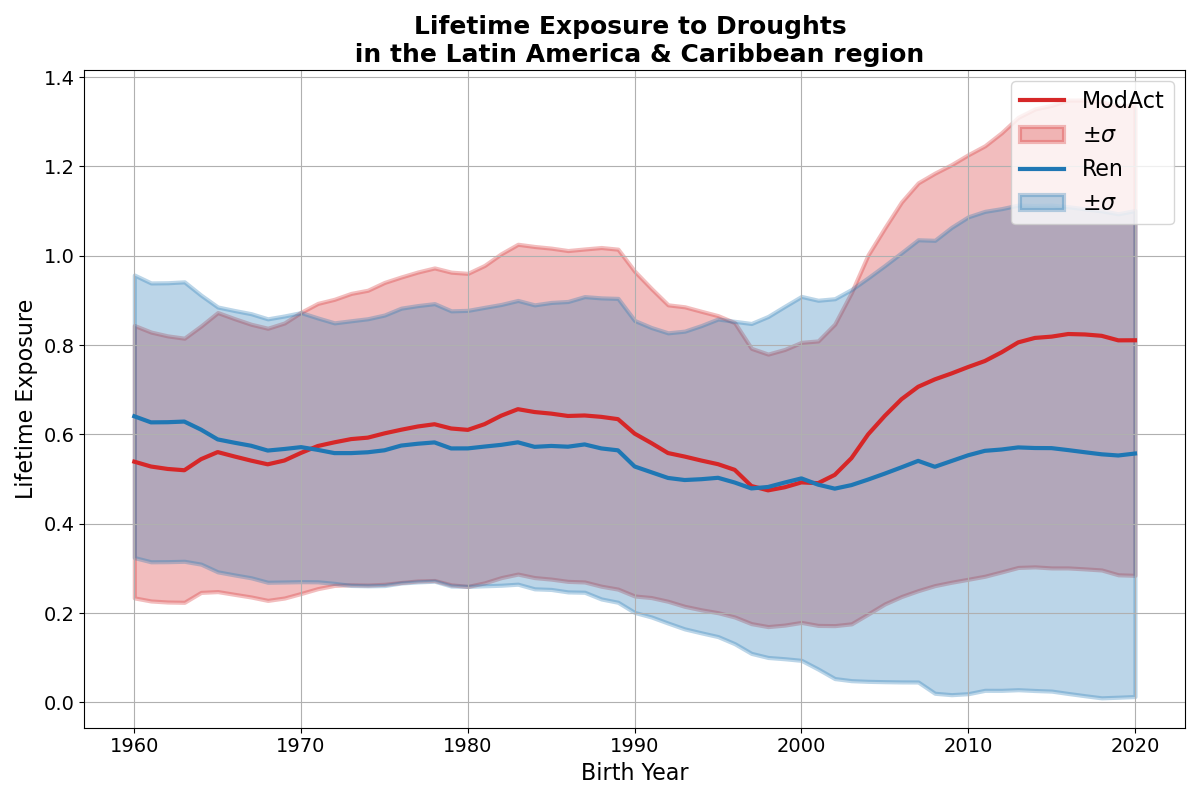 Lifetime Exposure to Droughts
in the Latin America & Caribbean region
Lifetime Exposure
1.4
1.2
1.0
0.8
0.6
0.4
0.2
0.0
ModAct
±σ
Ren
±σ
1960 1970 1980 1990 2000 2010 2020
Birth Year